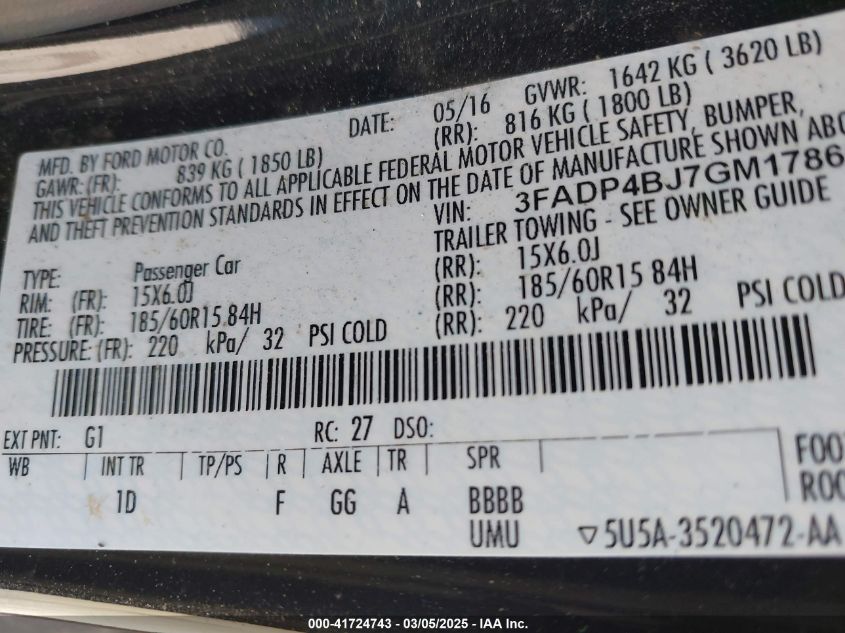 MFD. BY FORD MOTOR CO.
DATE: 05/16 GVWR: 1642 KG ( 3620 LB)
GAWR: (FR): 839 KG ( 1850 LB) (RR): 816 KG ( 1800 LB)
THIS VEHICLE CONFORMS TO ALL APPLICABLE FEDERAL MOTOR VEHICLE SAFETY, BUMPER,
AND THEFT PREVENTION STANDARDS IN EFFECT ON THE DATE OF MANUFACTURE SHOWN ABO
VIN: 3FADP4BJ7GM1786
TYPE: Passenger Car TRAILER TOWING - SEE OWNER GUIDE
RIM: (FR): 15X6.0J (RR): 15X6.0J
TIRE: (FR): 185/60R15 84H (RR): 185/60R15 84H
PRESSURE: (FR): 220 kPa/ 32 PSI COLD (RR): 220 kPa/ 32 PSI COLD
EXT PNT: G1 RC: 27 DSO:
WB INT TR TP/PS R AXLE TR SPR FOO
1D F GG A BBBB ROO
UMU ▽5U5A-3520472-AA
000-41724743 - 03/05/2025 - IAA Inc.